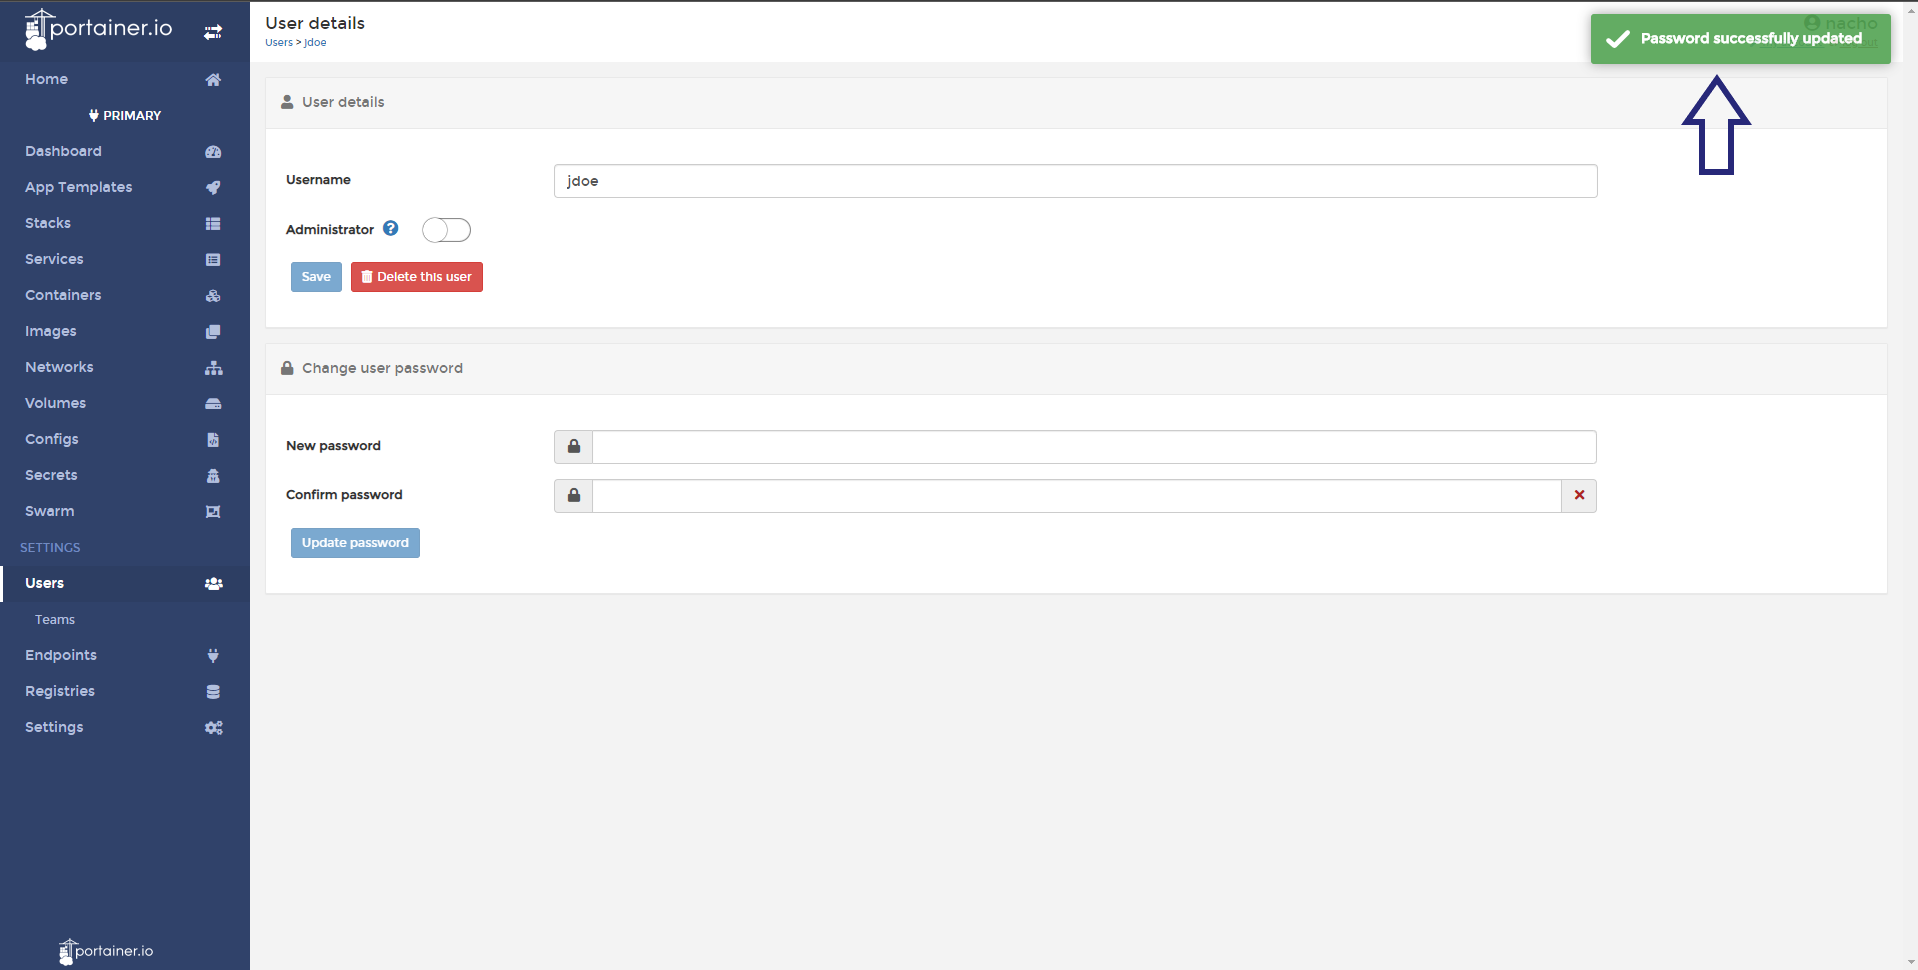 portainer.io
Home
PRIMARY
Dashboard
App Templates
Stacks
Services
Containers
Images
Networks
Volumes
Configs
Secrets
Swarm
SETTINGS
Users
Teams
Endpoints
Registries
Settings
portainer.io
User details
Users > jdoe
nacho
Password successfully updated
User details
Username
jdoe
Administrator
Save
Delete this user
Change user password
New password
Confirm password
Update password